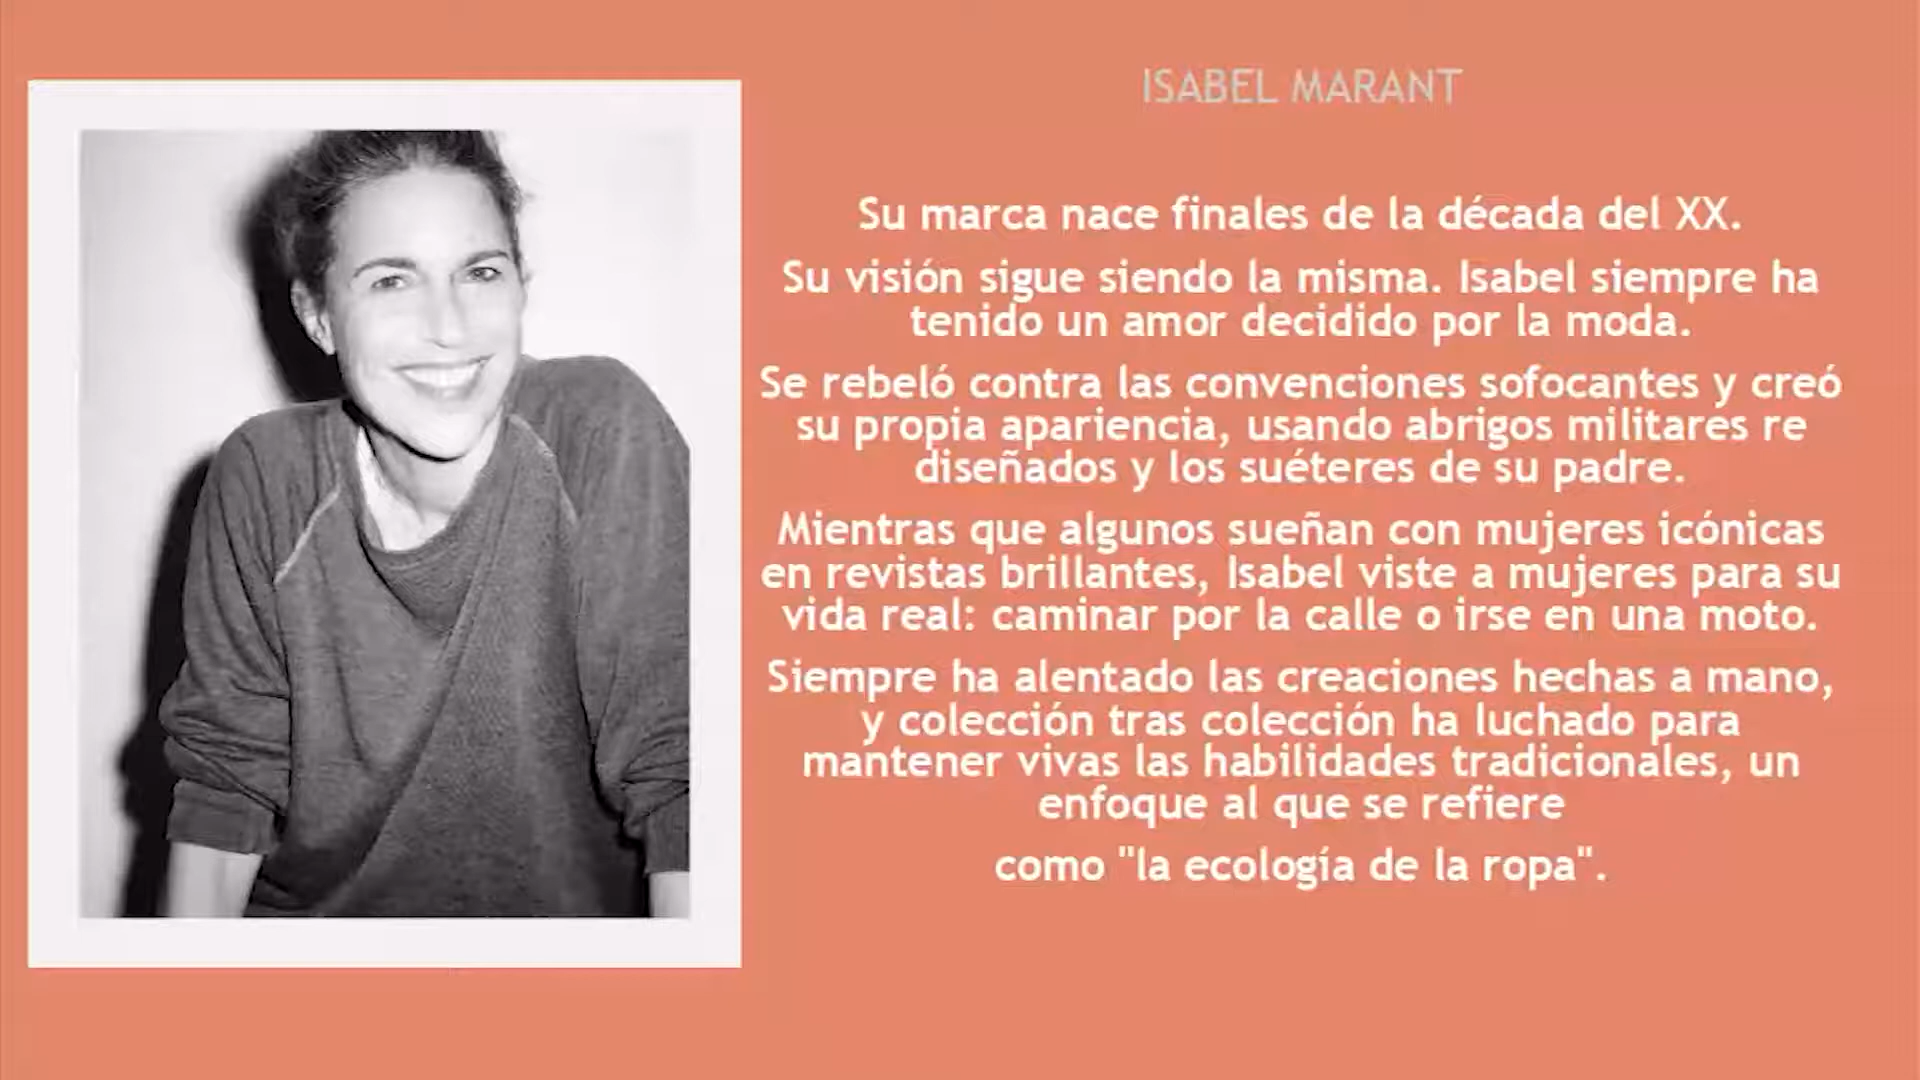 ISABEL MARANT
Su marca nace finales de la década del XX.
Su visión sigue siendo la misma. Isabel siempre ha
tenido un amor decidido por la moda.
Se rebeló contra las convenciones sofocantes y creó
su propia apariencia, usando abrigos militares re
diseñados y los suéteres de su padre.
Mientras que algunos sueñan con mujeres icónicas
en revistas brillantes, Isabel viste a mujeres para su
vida real: caminar por la calle o irse en una moto.
Siempre ha alentado las creaciones hechas a mano,
y colección tras colección ha luchado para
mantener vivas las habilidades tradicionales, un
enfoque al que se refiere
como "la ecología de la ropa".